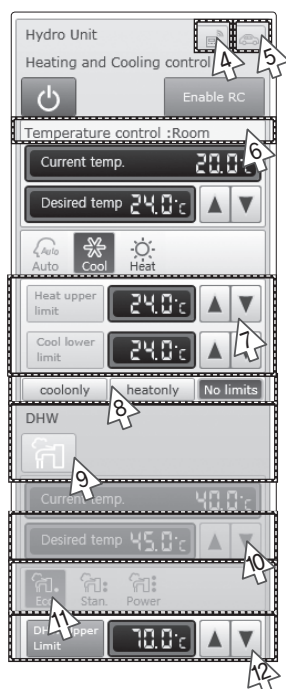 Hydro Unit
4
5
Heating and Cooling control
Enable RC
Temperature control :Room
6
Current temp. 20.0°c
Desired temp 24.0°c
Auto
Auto Cool Heat
Heat upper limit 24.0°c
7
Cool lower limit 24.0°c
8
coolonly heatonly No limits
DHW
9
Current temp. 40.0°c
Desired temp 45.0°c
10
Eco Stan. Power
11
DHW upper Limit 70.0°c
12